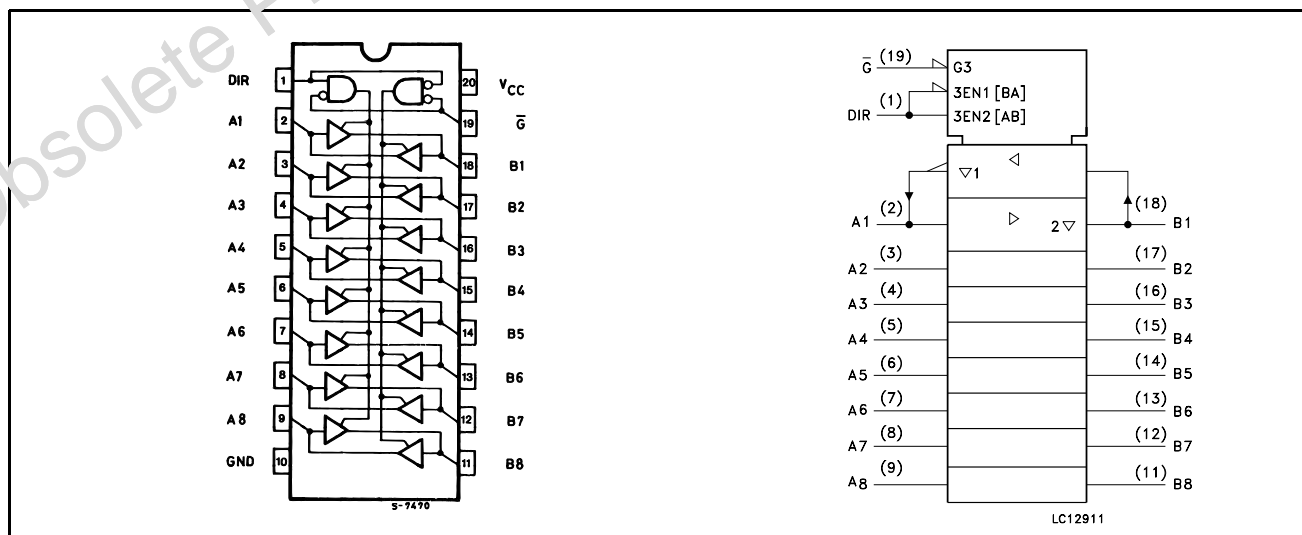 Obsolete P
DIR 1 20 VCC
A1 2 19 G̅
A2 3 18 B1
A3 4 17 B2
A4 5 16 B3
A5 6 15 B4
A6 7 14 B5
A7 8 13 B6
A8 9 12 B7
GND 10 11 B8
S-7470
G̅ (19) G3
3EN1 [BA]
DIR (1) 3EN2 [AB]
▽1 ◁
A1 (2) ▷ 2▽ (18) B1
A2 (3) (17) B2
A3 (4) (16) B3
A4 (5) (15) B4
A5 (6) (14) B5
A6 (7) (13) B6
A7 (8) (12) B7
A8 (9) (11) B8
LC12911